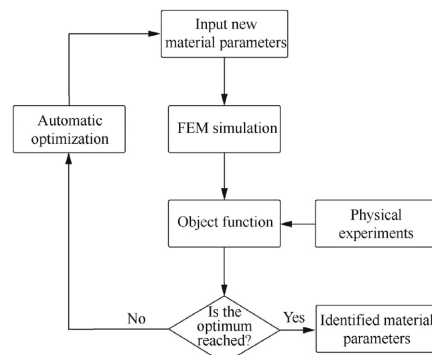 Input new
material parameters
Automatic
optimization
FEM simulation
Object function
Physical
experiments
Is the
optimum
reached?
No
Yes
Identified material
parameters